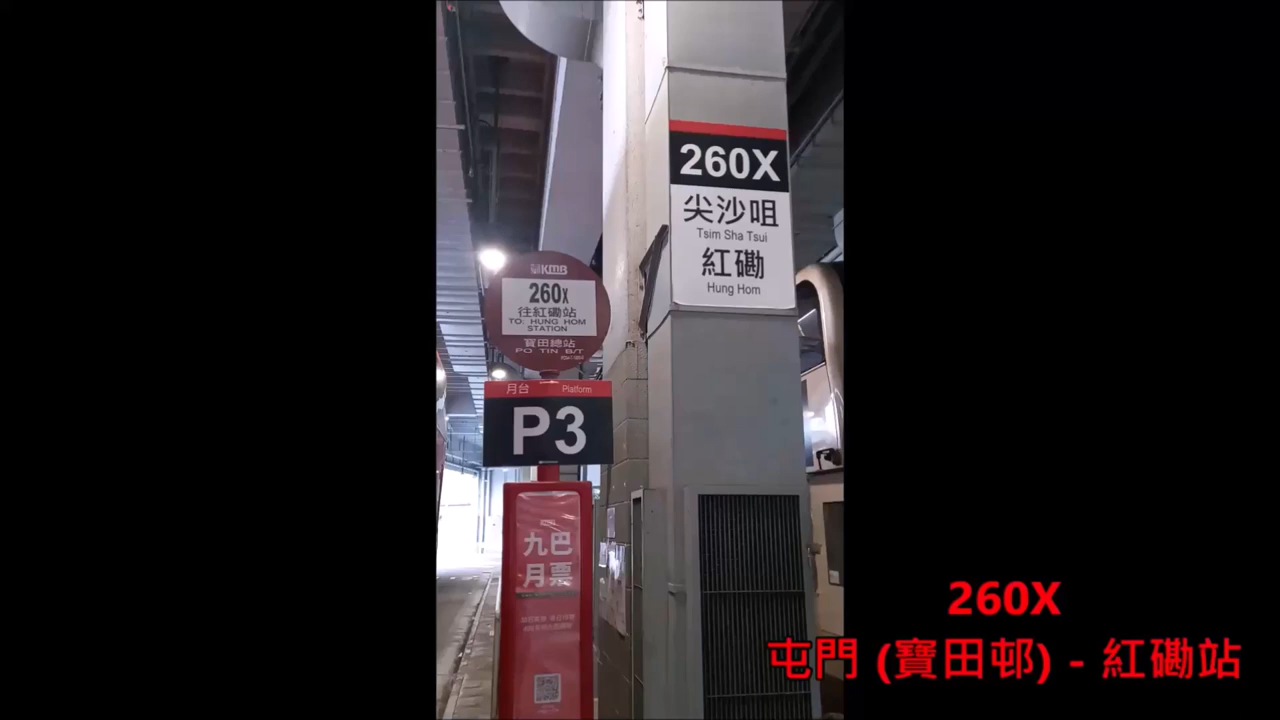 260X
尖沙咀
Tsim Sha Tsui
紅磡
Hung Hom
KMB
260X
往紅磡站
TO: HUNG HOM
STATION
寶田總站
PO TIN B/T
月台 Platform
P3
九巴
月票
260X
屯門 (寶田邨) - 紅磡站